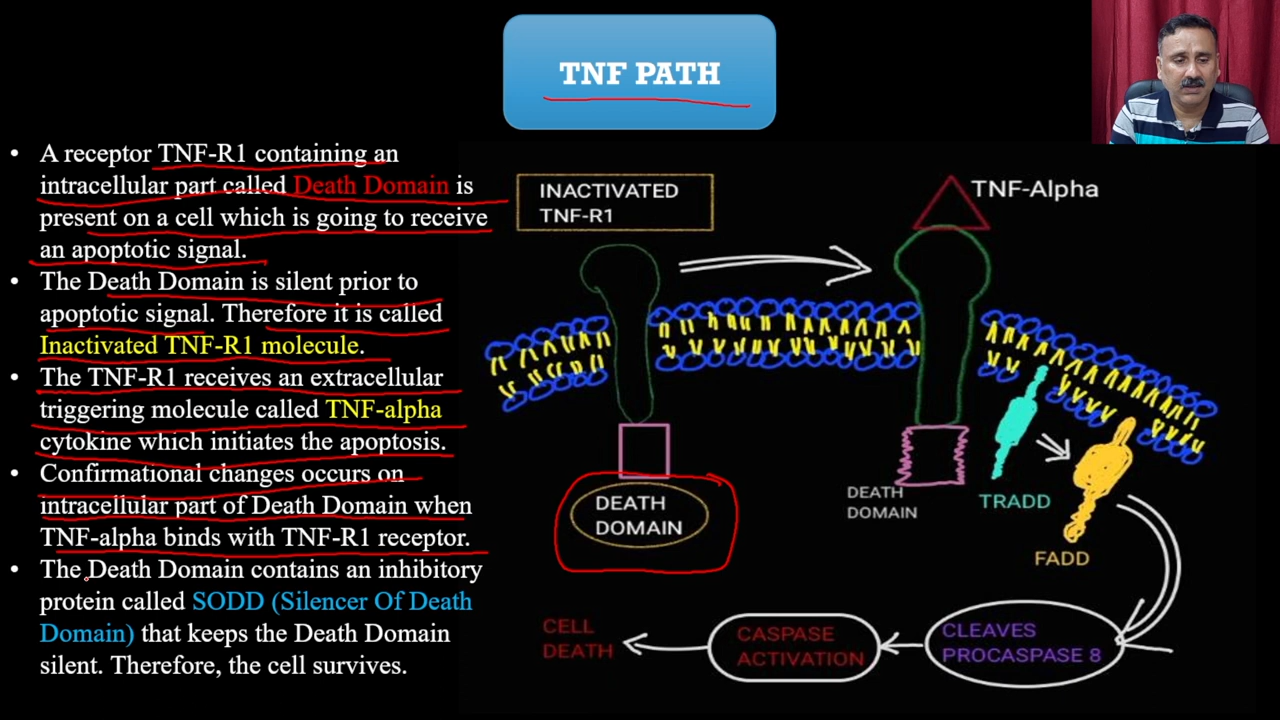 TNF PATH
• A receptor TNF-R1 containing an
intracellular part called Death Domain is
present on a cell which is going to receive
an apoptotic signal.
• The Death Domain is silent prior to
apoptotic signal. Therefore it is called
Inactivated TNF-R1 molecule.
• The TNF-R1 receives an extracellular
triggering molecule called TNF-alpha
cytokine which initiates the apoptosis.
• Confirmational changes occurs on
intracellular part of Death Domain when
TNF-alpha binds with TNF-R1 receptor.
• The Death Domain contains an inhibitory
protein called SODD (Silencer Of Death
Domain) that keeps the Death Domain
silent. Therefore, the cell survives.
INACTIVATED
TNF-R1
TNF-Alpha
DEATH
DOMAIN
DEATH
DOMAIN
TRADD
FADD
CELL
DEATH
CASPASE
ACTIVATION
CLEAVES
PROCASPASE 8